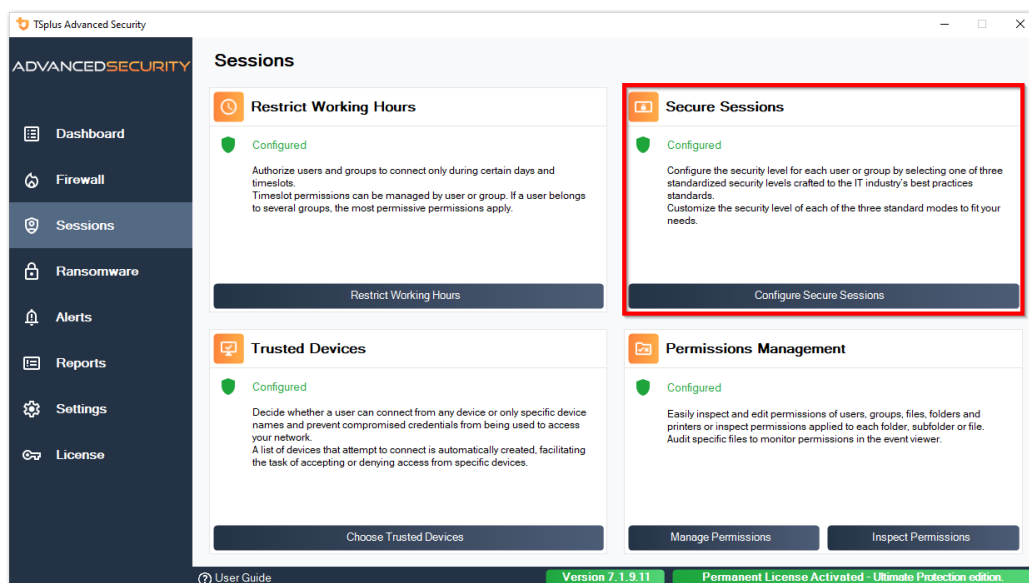 TSplus Advanced Security
ADVANCEDSECURITY
Dashboard
Firewall
Sessions
Ransomware
Alerts
Reports
Settings
License
Sessions
Restrict Working Hours
Configured
Authorize users and groups to connect only during certain days and
timeslots.
Timeslot permissions can be managed by user or group. If a user belongs
to several groups, the most permissive permissions apply.
Restrict Working Hours
Secure Sessions
Configured
Configure the security level for each user or group by selecting one of three
standardized security levels crafted to the IT industry's best practices
standards.
Customize the security level of each of the three standard modes to fit your
needs.
Configure Secure Sessions
Trusted Devices
Configured
Decide whether a user can connect from any device or only specific device
names and prevent compromised credentials from being used to access
your network.
A list of devices that attempt to connect is automatically created, facilitating
the task of accepting or denying access from specific devices.
Choose Trusted Devices
Permissions Management
Configured
Easily inspect and edit permissions of users, groups, files, folders and
printers or inspect permissions applied to each folder, subfolder or file.
Audit specific files to monitor permissions in the event viewer.
Manage Permissions
Inspect Permissions
User Guide
Version 7.1.9.11
Permanent License Activated - Ultimate Protection edition.